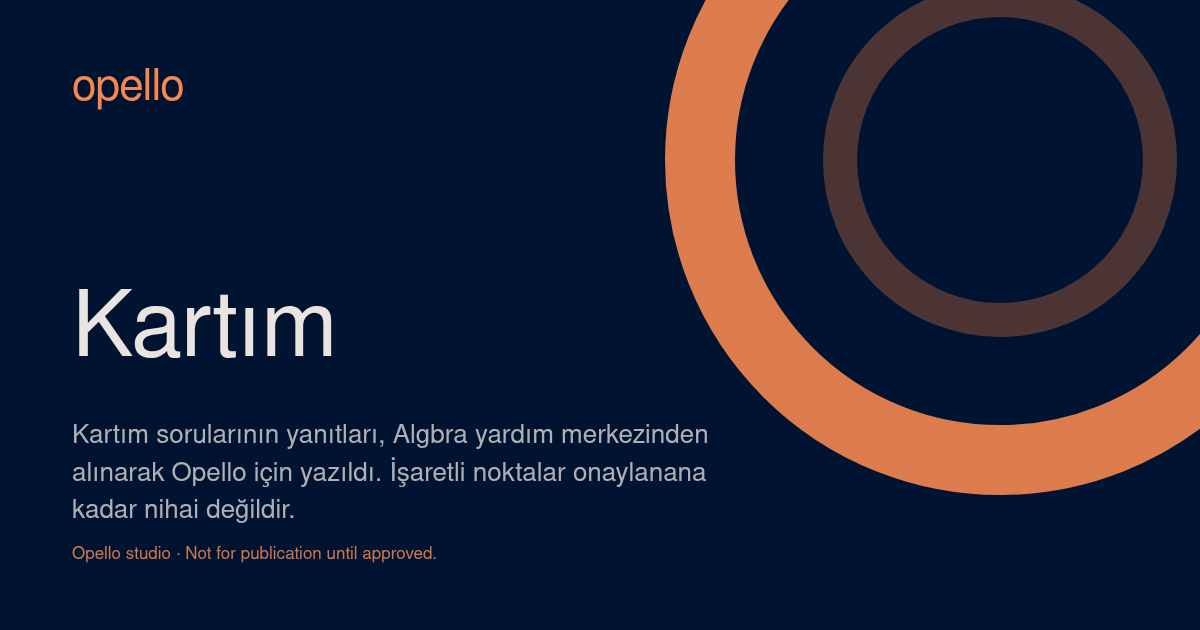 opello
Kartım
Kartım sorularının yanıtları, Algbra yardım merkezinden
alınarak Opello için yazıldı. İşaretli noktalar onaylanana
kadar nihai değildir.
Opello studio · Not for publication until approved.